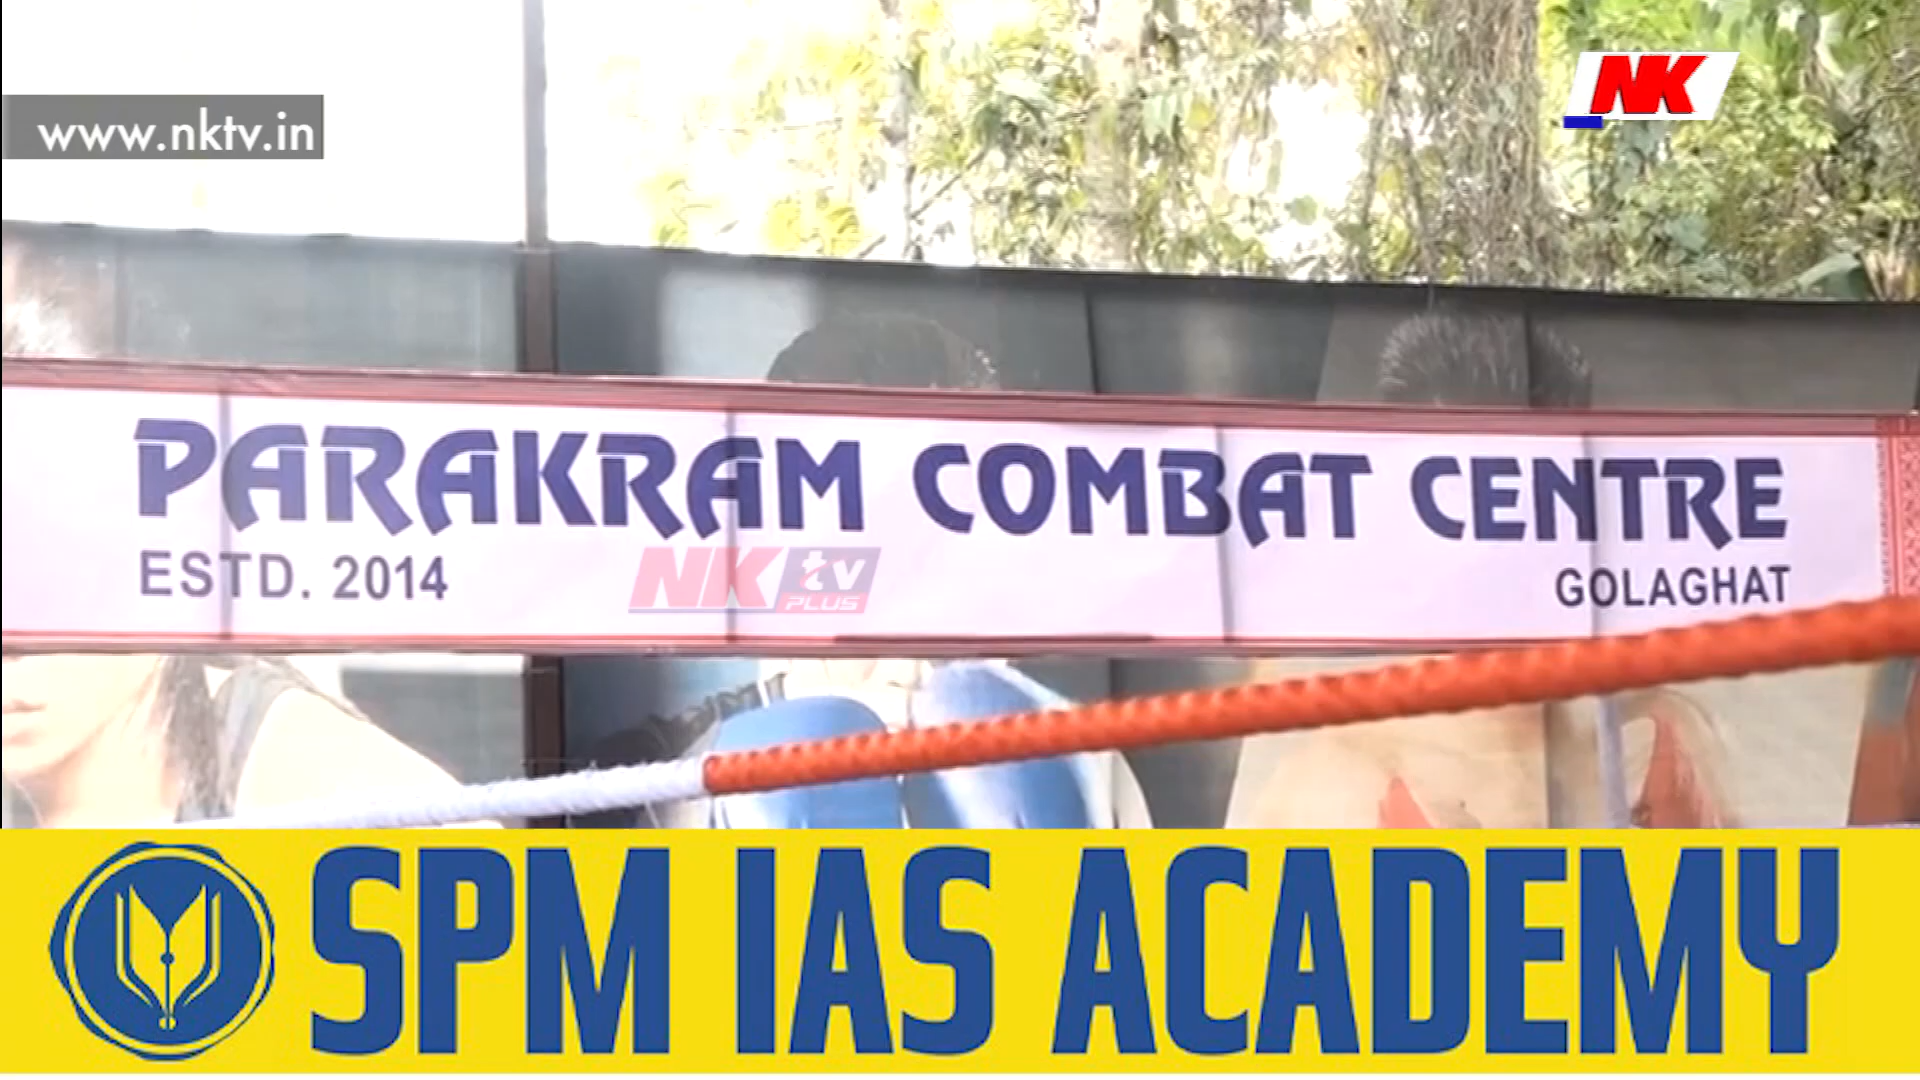 www.nktv.in
NK
PARAKRAM COMBAT CENTRE
ESTD. 2014
GOLAGHAT
NK tv PLUS
SPM IAS ACADEMY